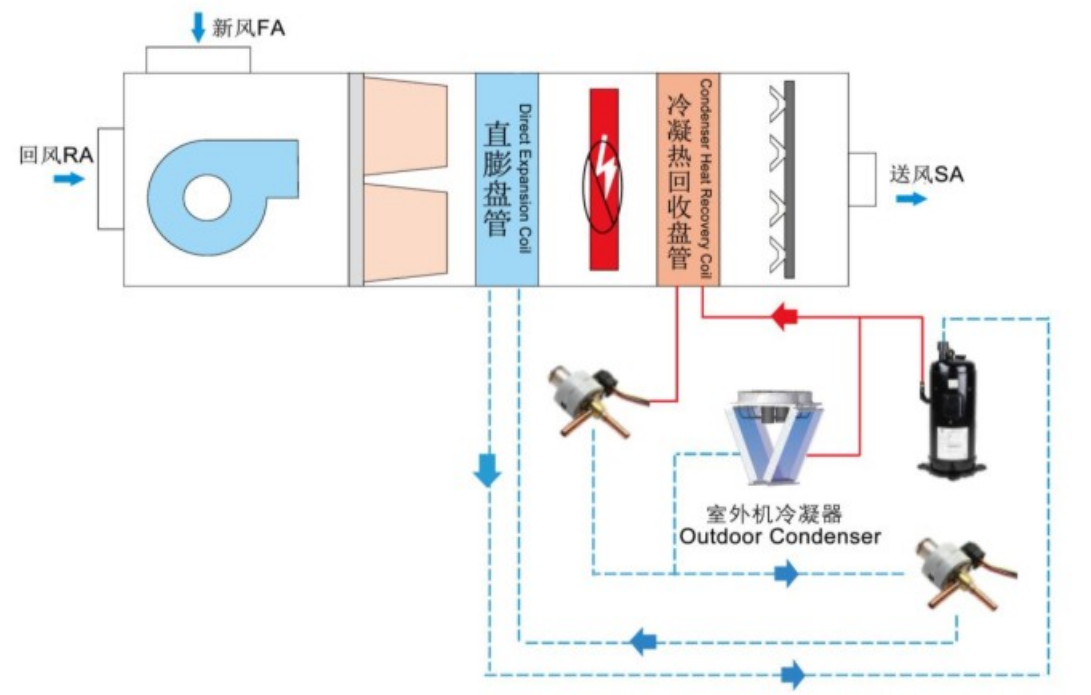 新风FA
回风RA
直膨盘管
Direct Expansion Coil
冷凝热回收盘管
Condenser Heat Recovery Coil
送风SA
室外机冷凝器
Outdoor Condenser